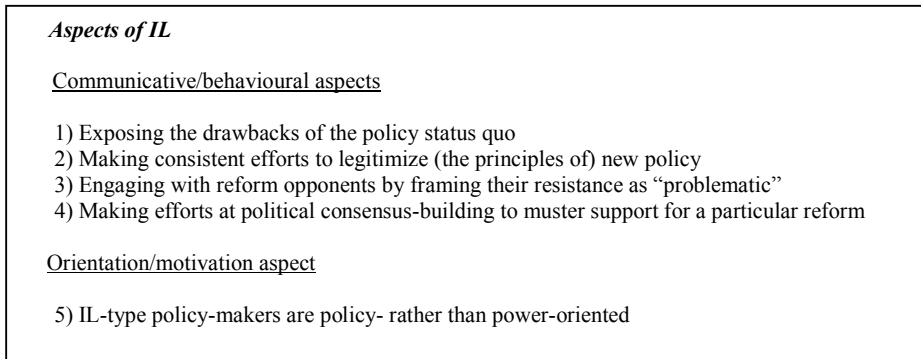 Aspects of IL
Communicative/behavioural aspects
1) Exposing the drawbacks of the policy status quo
2) Making consistent efforts to legitimize (the principles of) new policy
3) Engaging with reform opponents by framing their resistance as “problematic”
4) Making efforts at political consensus-building to muster support for a particular reform
Orientation/motivation aspect
5) IL-type policy-makers are policy- rather than power-oriented